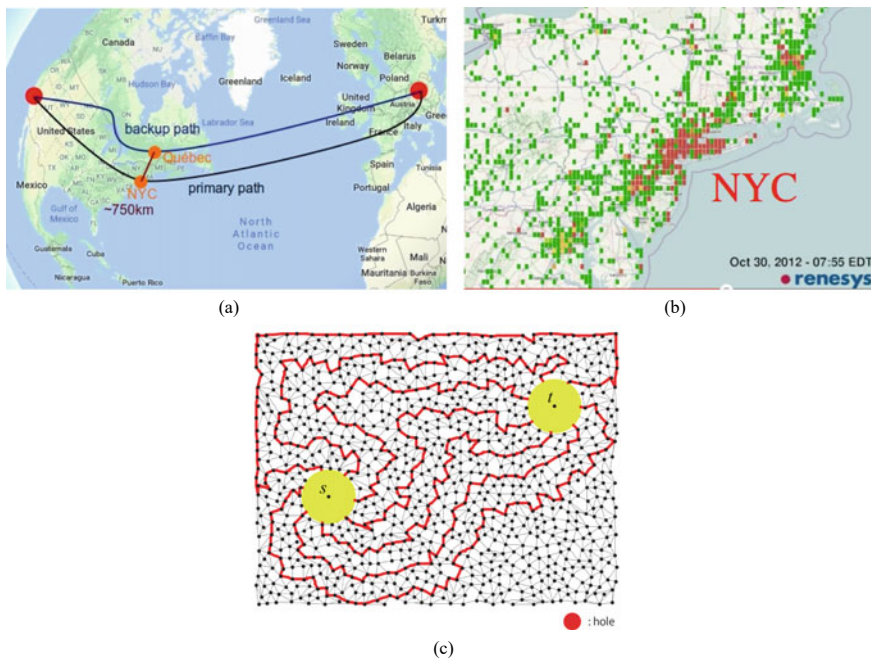 Canada
Baffin Bay
Greenland Sea
Norwegian Sea
Greenland
Iceland
Sweden
Norway
Belarus
Poland
Hudson Bay
Labrador Sea
United
Kingdom
Ireland
Austria
France
Italy
Spain
Portugal
Turkm
Greec
Tunisia
Algeria
Western
Sahara
Mali
Mauritania
Burkina
Faso
United States
Mexico
Gulf of
Mexico
Cuba
Guatemala
Nicaragua
Puerto Rico
North
Atlantic
Ocean
backup path
Québec
NYC
~750km
primary path
(a)
NYC
Oct 30, 2012 - 07:55 EDT
renesys
(b)
t
s
: hole
(c)